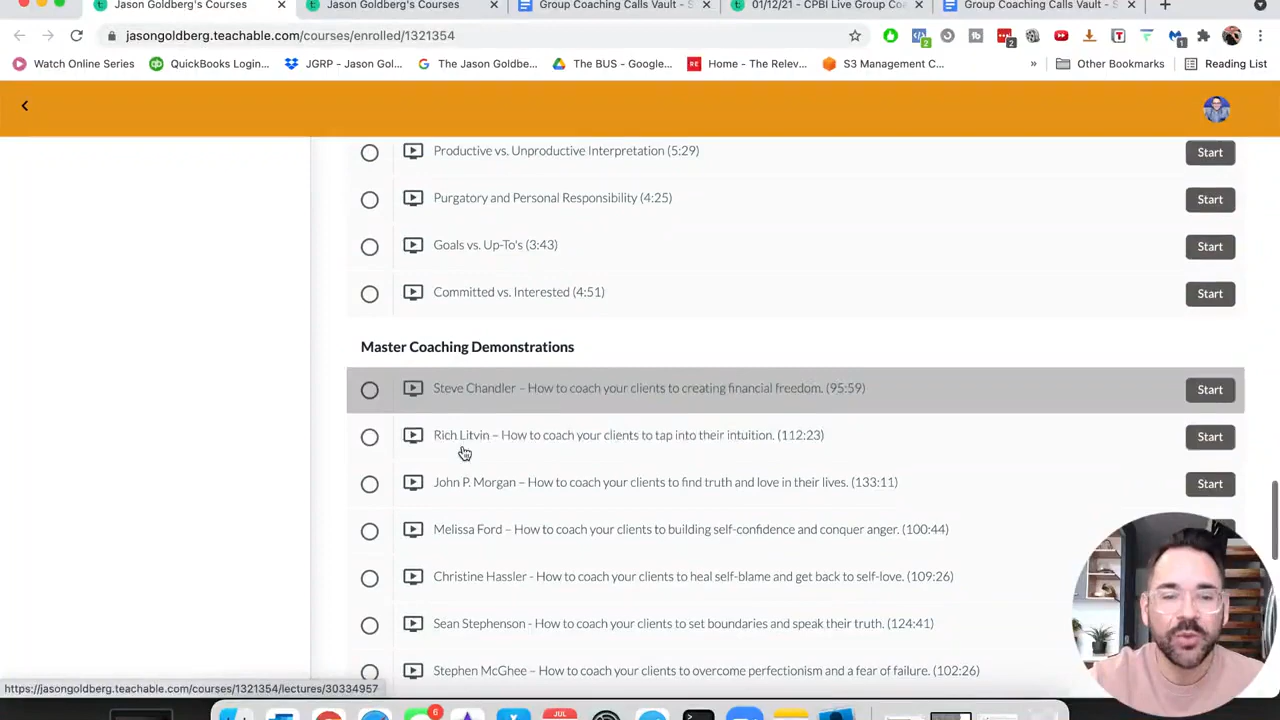 Jason Goldberg's Courses
Jason Goldberg's Courses
Group Coaching Calls Vault - S
01/12/21 - CPBI Live Group Co
Group Coaching Calls Vault - S
jasongoldberg.teachable.com/courses/enrolled/1321354
2
2
1
Watch Online Series
QuickBooks Login...
JGRP - Jason Gol...
The Jason Goldbe...
The BUS - Google...
RE
Home - The Relev...
S3 Management C...
»
Other Bookmarks
Reading List
Productive vs. Unproductive Interpretation (5:29)
Start
Purgatory and Personal Responsibility (4:25)
Start
Goals vs. Up-To's (3:43)
Start
Committed vs. Interested (4:51)
Start
Master Coaching Demonstrations
Steve Chandler – How to coach your clients to creating financial freedom. (95:59)
Start
Rich Litvin – How to coach your clients to tap into their intuition. (112:23)
Start
John P. Morgan – How to coach your clients to find truth and love in their lives. (133:11)
Start
Melissa Ford – How to coach your clients to building self-confidence and conquer anger. (100:44)
Christine Hassler - How to coach your clients to heal self-blame and get back to self-love. (109:26)
Sean Stephenson - How to coach your clients to set boundaries and speak their truth. (124:41)
Stephen McGhee – How to coach your clients to overcome perfectionism and a fear of failure. (102:26)
https://jasongoldberg.teachable.com/courses/1321354/lectures/30334957
6
JUL